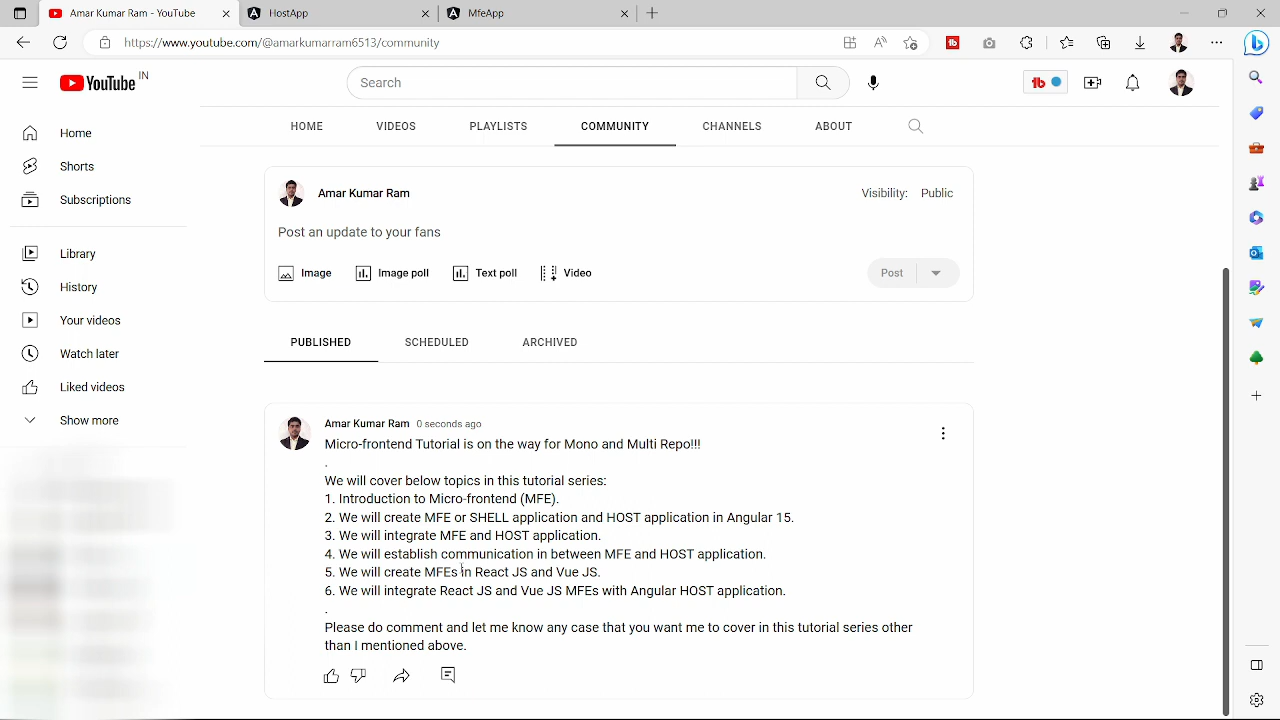 Amar Kumar Ram - YouTube
HostApp
MfeApp
https://www.youtube.com/@amarkumarram6513/community
YouTube IN
Search
HOME VIDEOS PLAYLISTS COMMUNITY CHANNELS ABOUT
Home
Shorts
Subscriptions
Library
History
Your videos
Watch later
Liked videos
Show more
Amar Kumar Ram
Visibility: Public
Post an update to your fans
Image Image poll Text poll Video
Post
PUBLISHED SCHEDULED ARCHIVED
Amar Kumar Ram 0 seconds ago
Micro-frontend Tutorial is on the way for Mono and Multi Repo!!!
.
We will cover below topics in this tutorial series:
1. Introduction to Micro-frontend (MFE).
2. We will create MFE or SHELL application and HOST application in Angular 15.
3. We will integrate MFE and HOST application.
4. We will establish communication in between MFE and HOST application.
5. We will create MFEs in React JS and Vue JS.
6. We will integrate React JS and Vue JS MFEs with Angular HOST application.
.
Please do comment and let me know any case that you want me to cover in this tutorial series other
than I mentioned above.